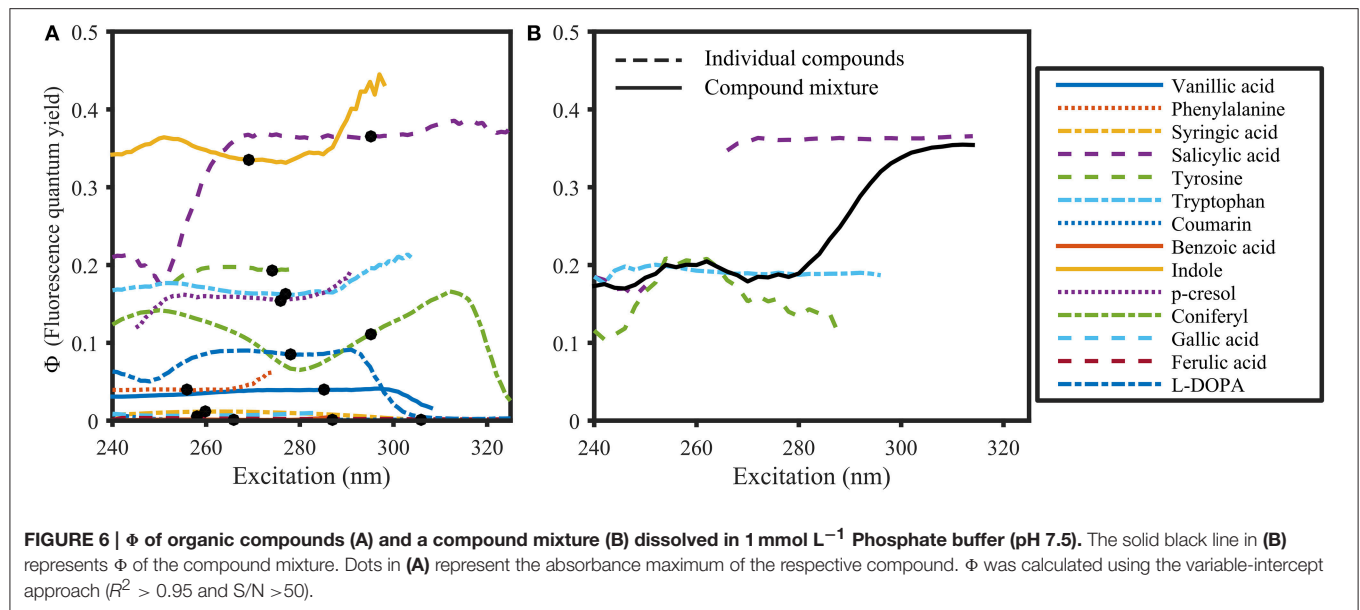 A
B
0.5
0.4
0.3
0.2
0.1
0
Φ (Fluorescence quantum yield)
240
260
280
300
320
Excitation (nm)
0.5
0.4
0.3
0.2
0.1
0
Individual compounds
Compound mixture
240
260
280
300
320
Excitation (nm)
Vanillic acid
Phenylalanine
Syringic acid
Salicylic acid
Tyrosine
Tryptophan
Coumarin
Benzoic acid
Indole
p-cresol
Coniferyl
Gallic acid
Ferulic acid
L-DOPA
FIGURE 6 | Φ of organic compounds (A) and a compound mixture (B) dissolved in 1 mmol L⁻¹ Phosphate buffer (pH 7.5). The solid black line in (B)
represents Φ of the compound mixture. Dots in (A) represent the absorbance maximum of the respective compound. Φ was calculated using the variable-intercept
approach (R² > 0.95 and S/N >50).